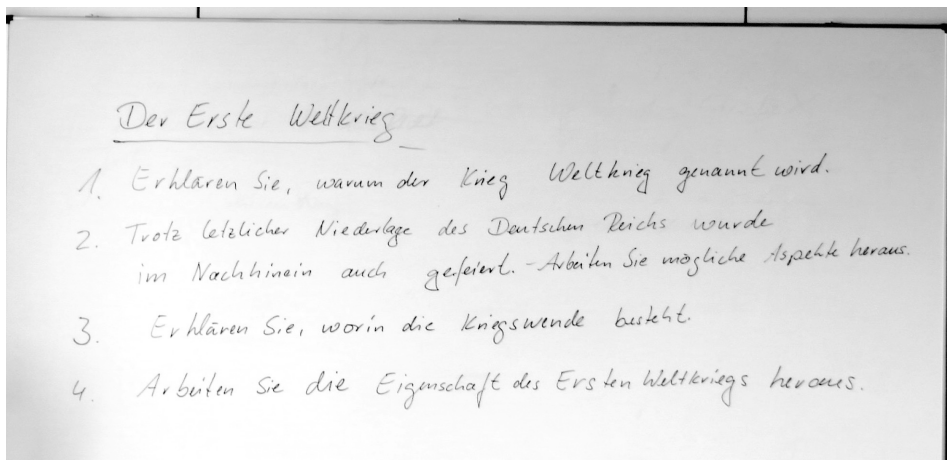 Der Erste Weltkrieg
1. Erklären Sie, warum der Krieg Weltkrieg genannt wird.
2. Trotz letzlicher Niederlage des Deutschen Reichs wurde
im Nachhinein auch gefeiert. - Arbeiten Sie mögliche Aspekte heraus.
3. Erklären Sie, worin die Kriegswende besteht.
4. Arbeiten Sie die Eigenschaft des Ersten Weltkriegs heraus.